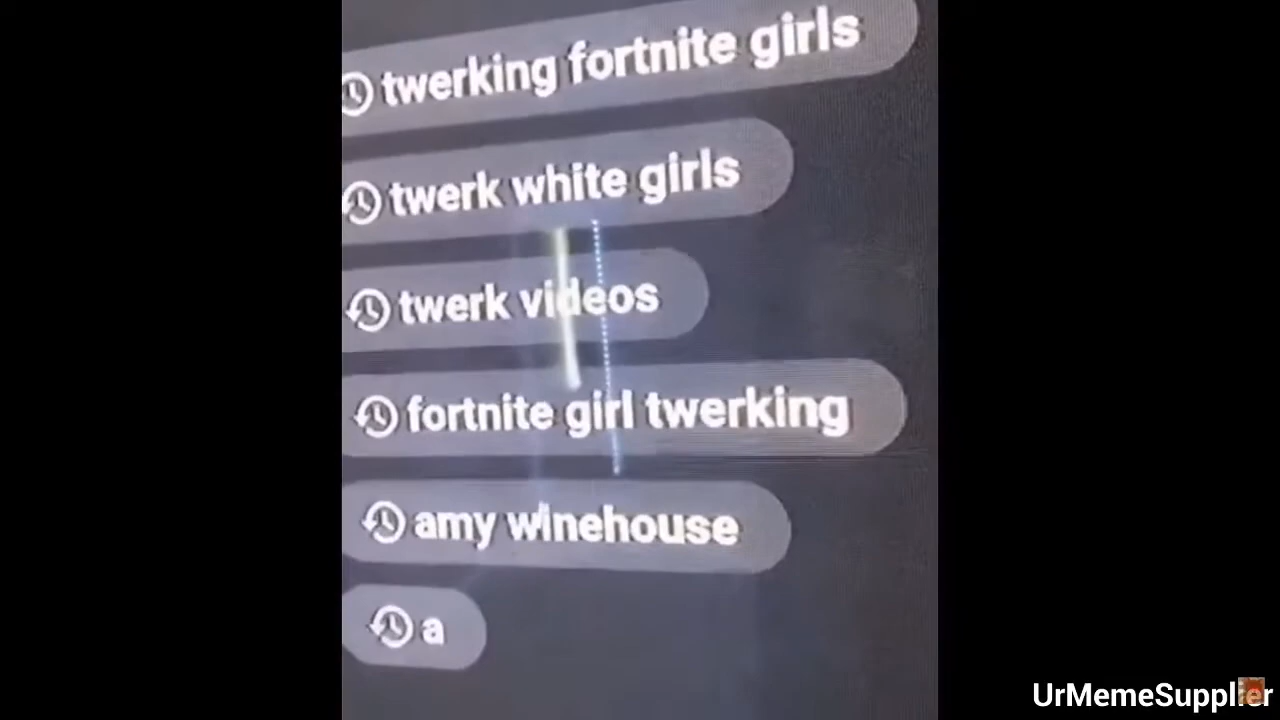 twerking fortnite girls
twerk white girls
twerk videos
fortnite girl twerking
amy winehouse
a
UrMemeSupplier